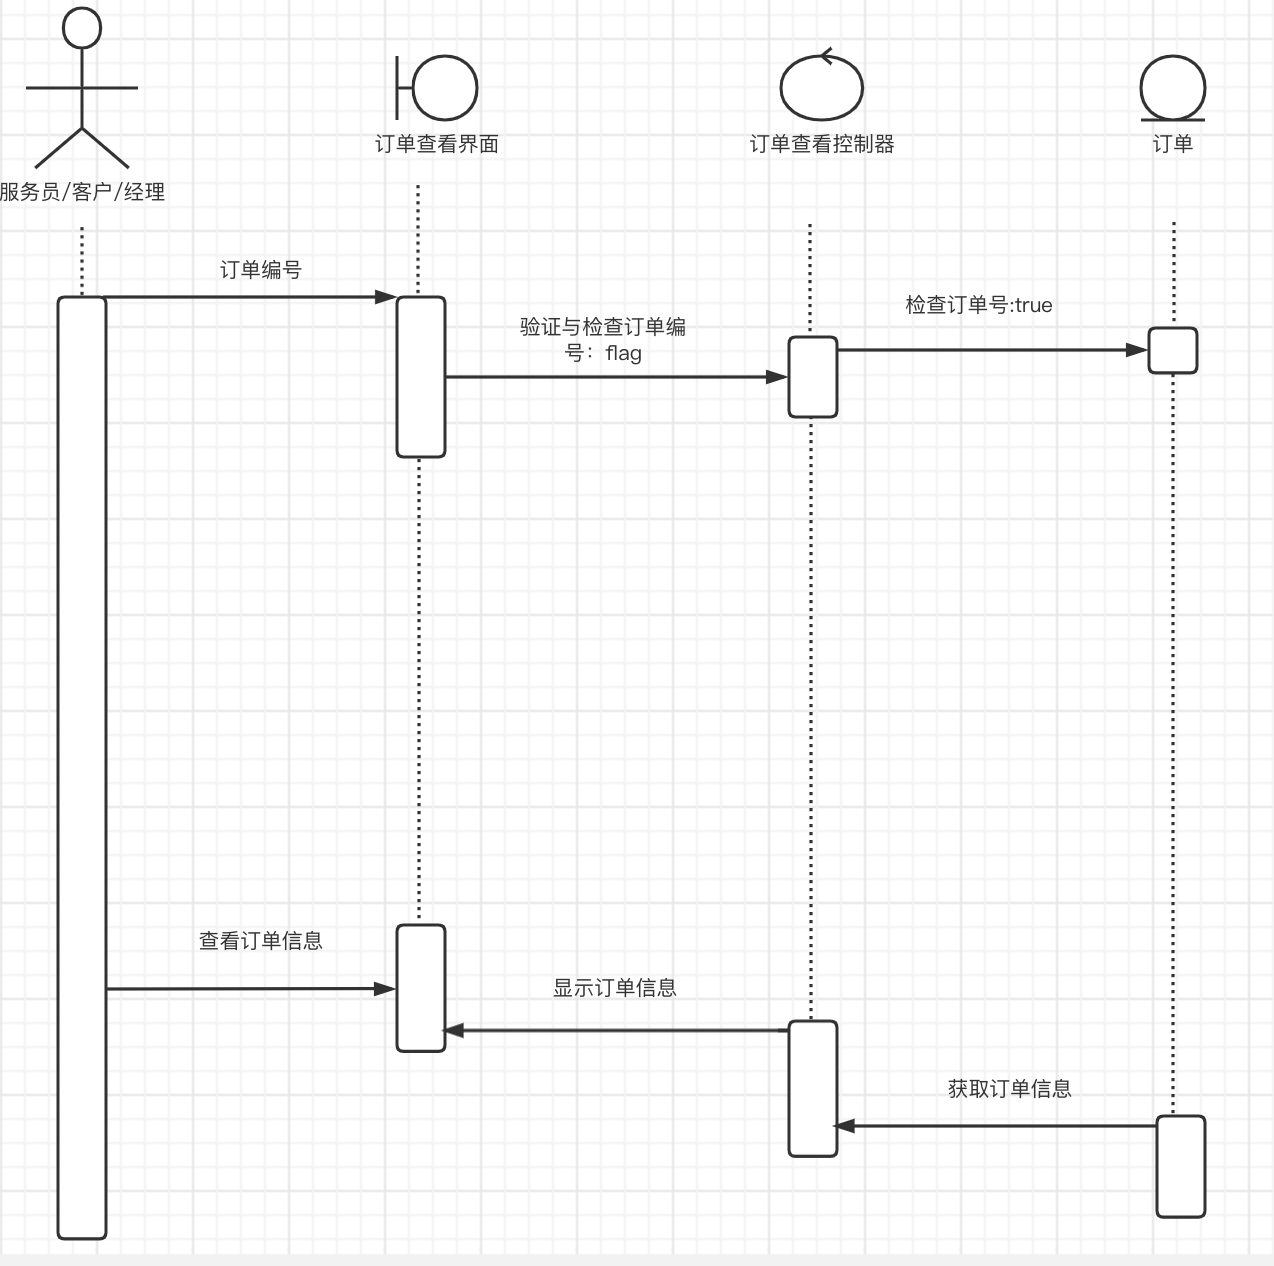 订单查看界面
订单查看控制器
订单
服务员/客户/经理
订单编号
检查订单号:true
验证与检查订单编
号：flag
查看订单信息
显示订单信息
获取订单信息